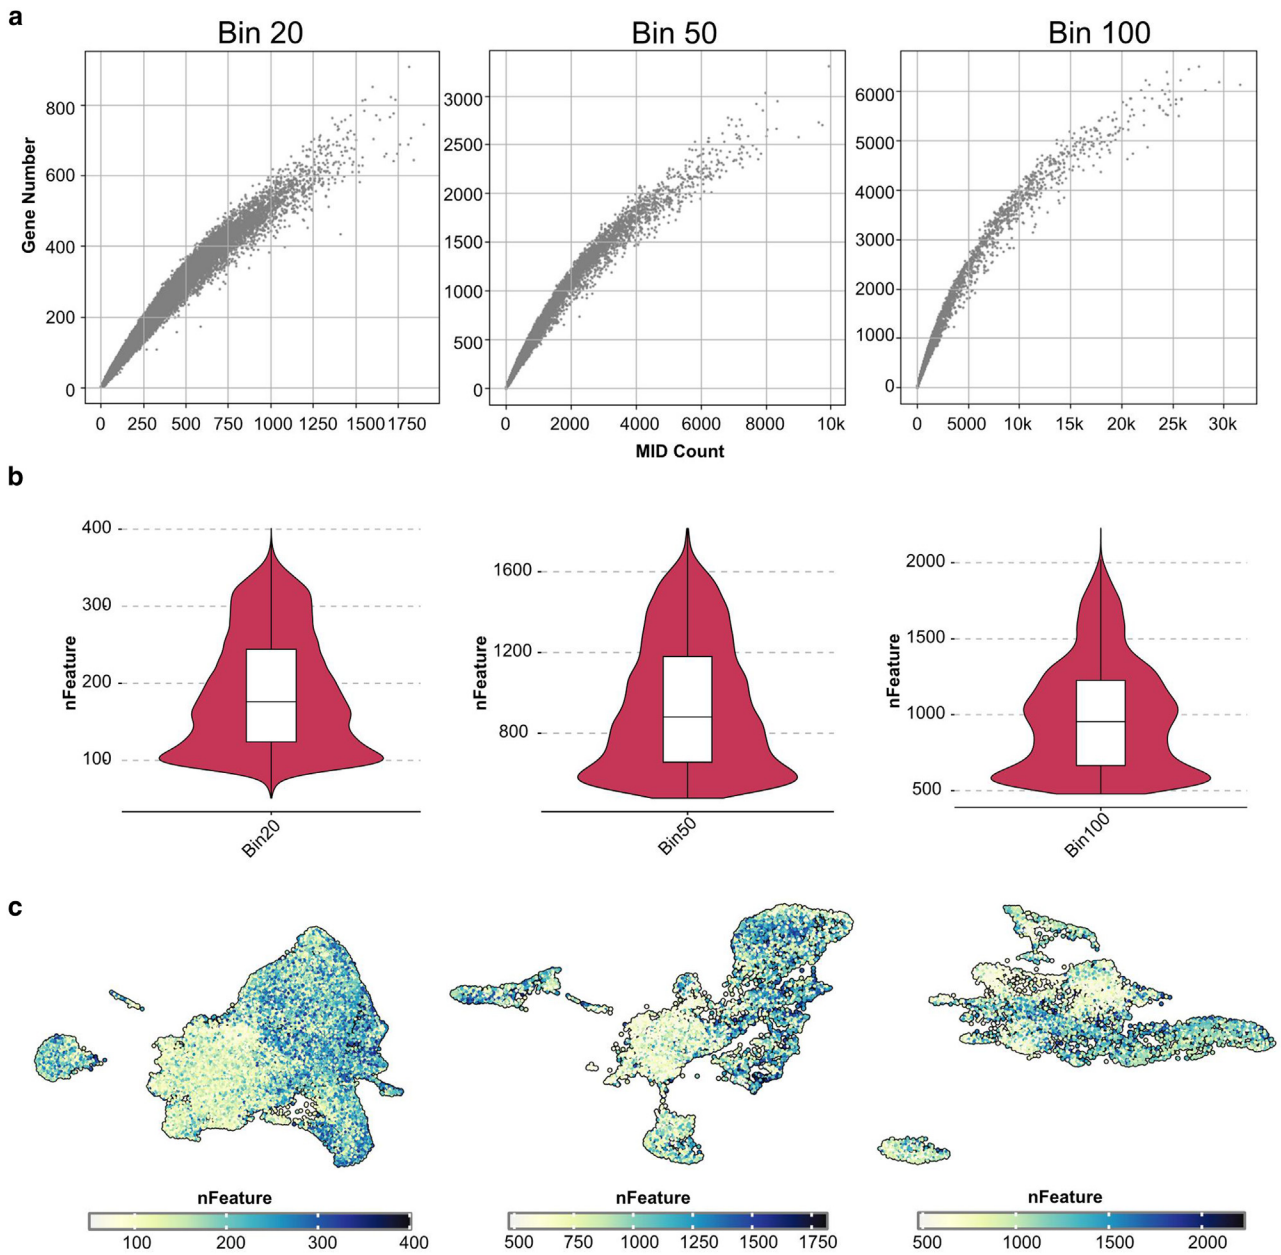 a
Bin 20 Bin 50 Bin 100
Gene Number
800
600
400
200
0
0 250 500 750 1000 1250 1500 1750
3000
2500
2000
1500
1000
500
0
0 2000 4000 6000 8000 10k
6000
5000
4000
3000
2000
1000
0
0 5000 10k 15k 20k 25k 30k
MID Count
b
nFeature
400
300
200
100
Bin20
nFeature
1600
1200
800
Bin50
nFeature
2000
1500
1000
500
Bin100
c
nFeature
100 200 300 400
nFeature
500 750 1000 1250 1500 1750
nFeature
500 1000 1500 2000